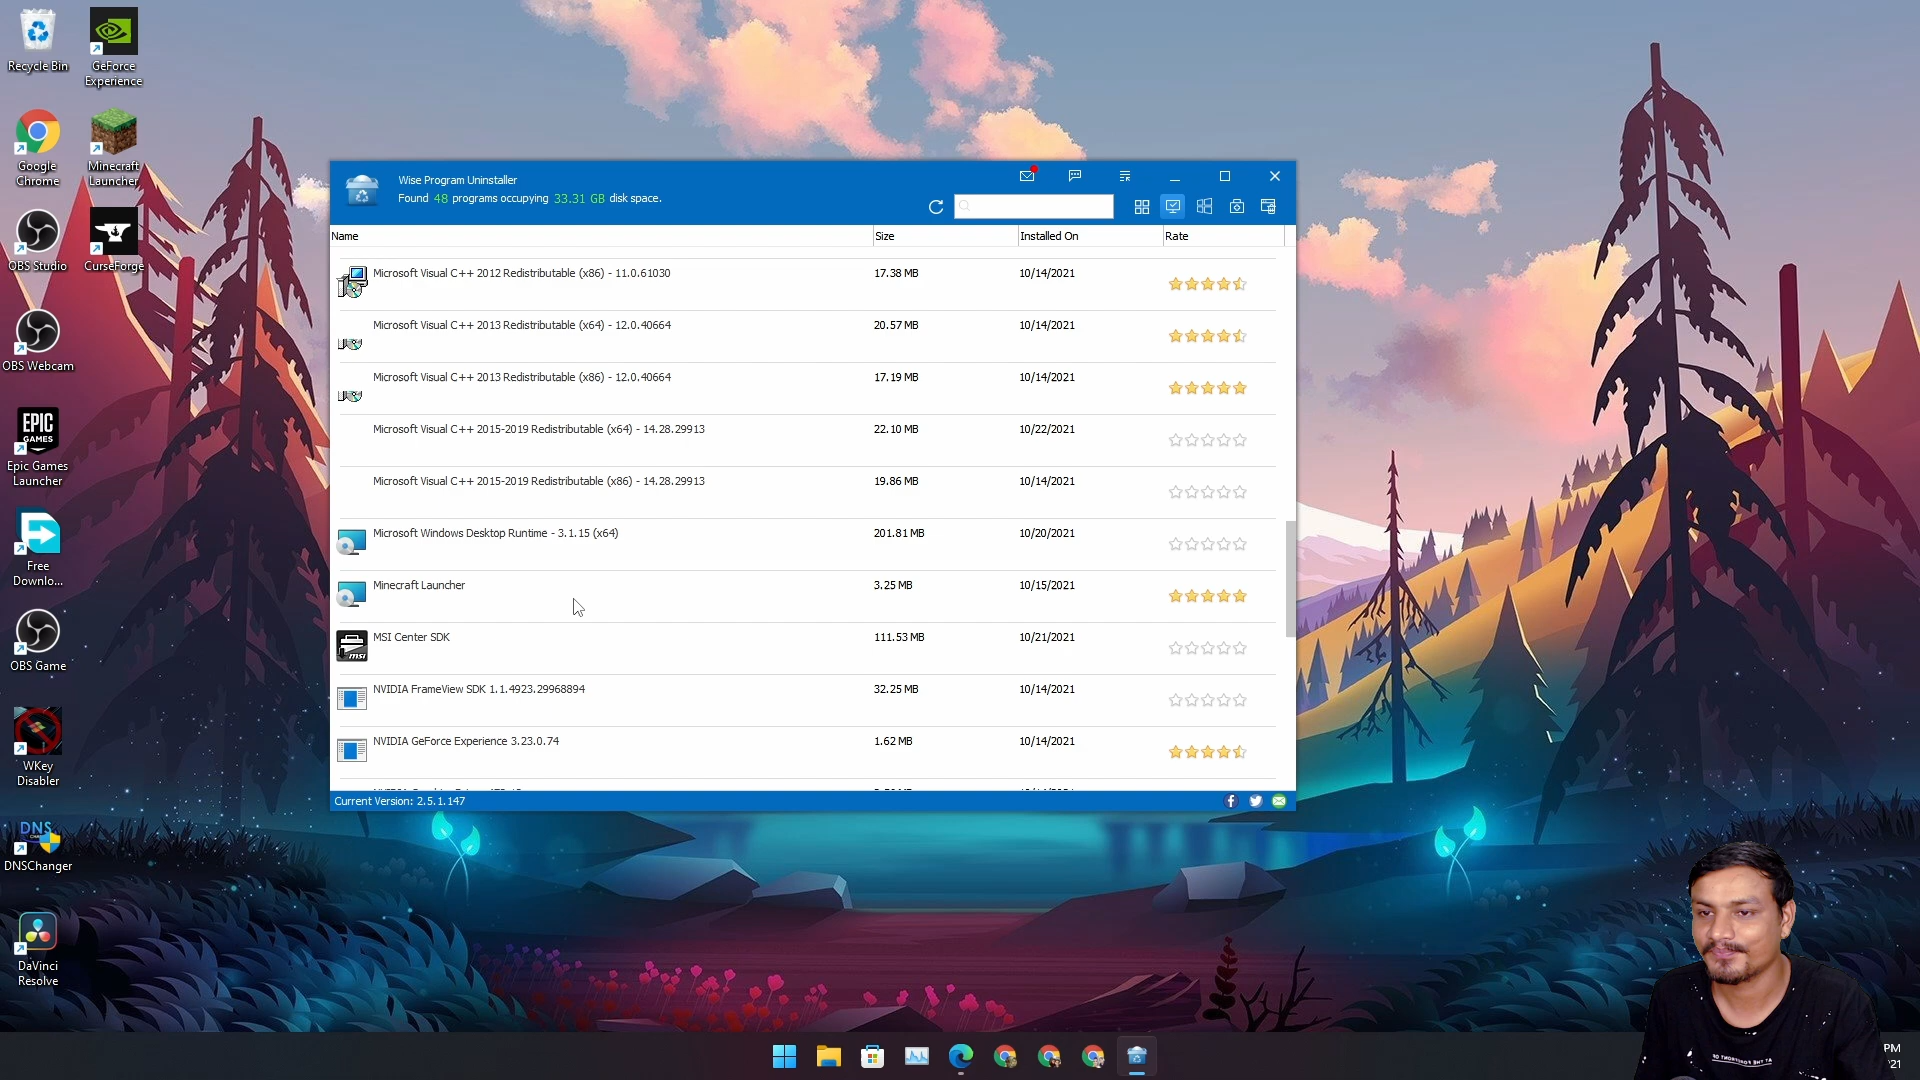 Recycle Bin
GeForce
Experience
Google
Chrome
Minecraft
Launcher
OBS Studio
CurseForge
OBS Webcam
EPIC
GAMES
Epic Games
Launcher
Free
Downlo...
OBS Game
WKey
Disabler
DNS
DNSChanger
DaVinci
Resolve
Wise Program Uninstaller
Found 48 programs occupying 33.31 GB disk space.
Name Size Installed On Rate
Microsoft Visual C++ 2012 Redistributable (x86) - 11.0.61030 17.38 MB 10/14/2021
Microsoft Visual C++ 2013 Redistributable (x64) - 12.0.40664 20.57 MB 10/14/2021
Microsoft Visual C++ 2013 Redistributable (x86) - 12.0.40664 17.19 MB 10/14/2021
Microsoft Visual C++ 2015-2019 Redistributable (x64) - 14.28.29913 22.10 MB 10/22/2021
Microsoft Visual C++ 2015-2019 Redistributable (x86) - 14.28.29913 19.86 MB 10/14/2021
Microsoft Windows Desktop Runtime - 3.1.15 (x64) 201.81 MB 10/20/2021
Minecraft Launcher 3.25 MB 10/15/2021
MSI Center SDK 111.53 MB 10/21/2021
msi
NVIDIA FrameView SDK 1.1.4923.29968894 32.25 MB 10/14/2021
NVIDIA GeForce Experience 3.23.0.74 1.62 MB 10/14/2021
Current Version: 2.5.1.147
PM
21